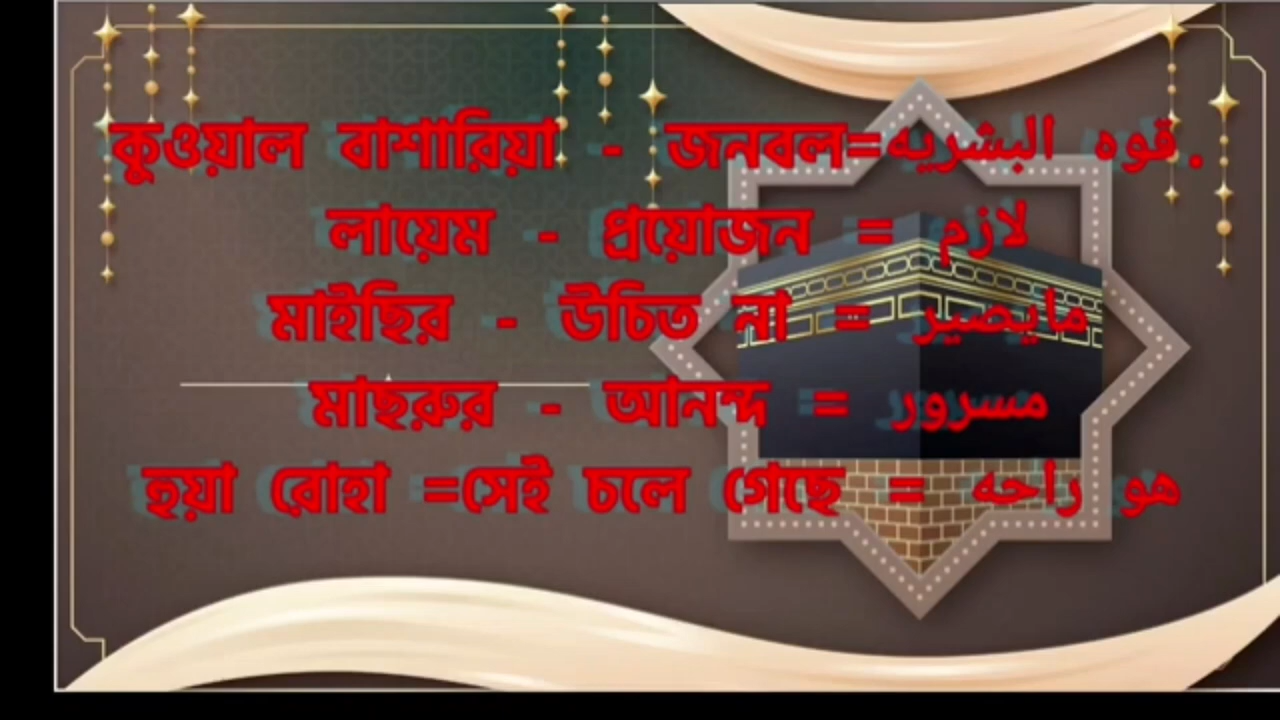 কুওয়াল বাশারিয়া - জনবল=قوه البشريه.
লায়েম - প্রয়োজন = لازم
মাইছির - উচিত না = مايصير
মাছরুর - আনন্দ = مسرور
হুয়া রোহা =সেই চলে গেছে = هو راحه